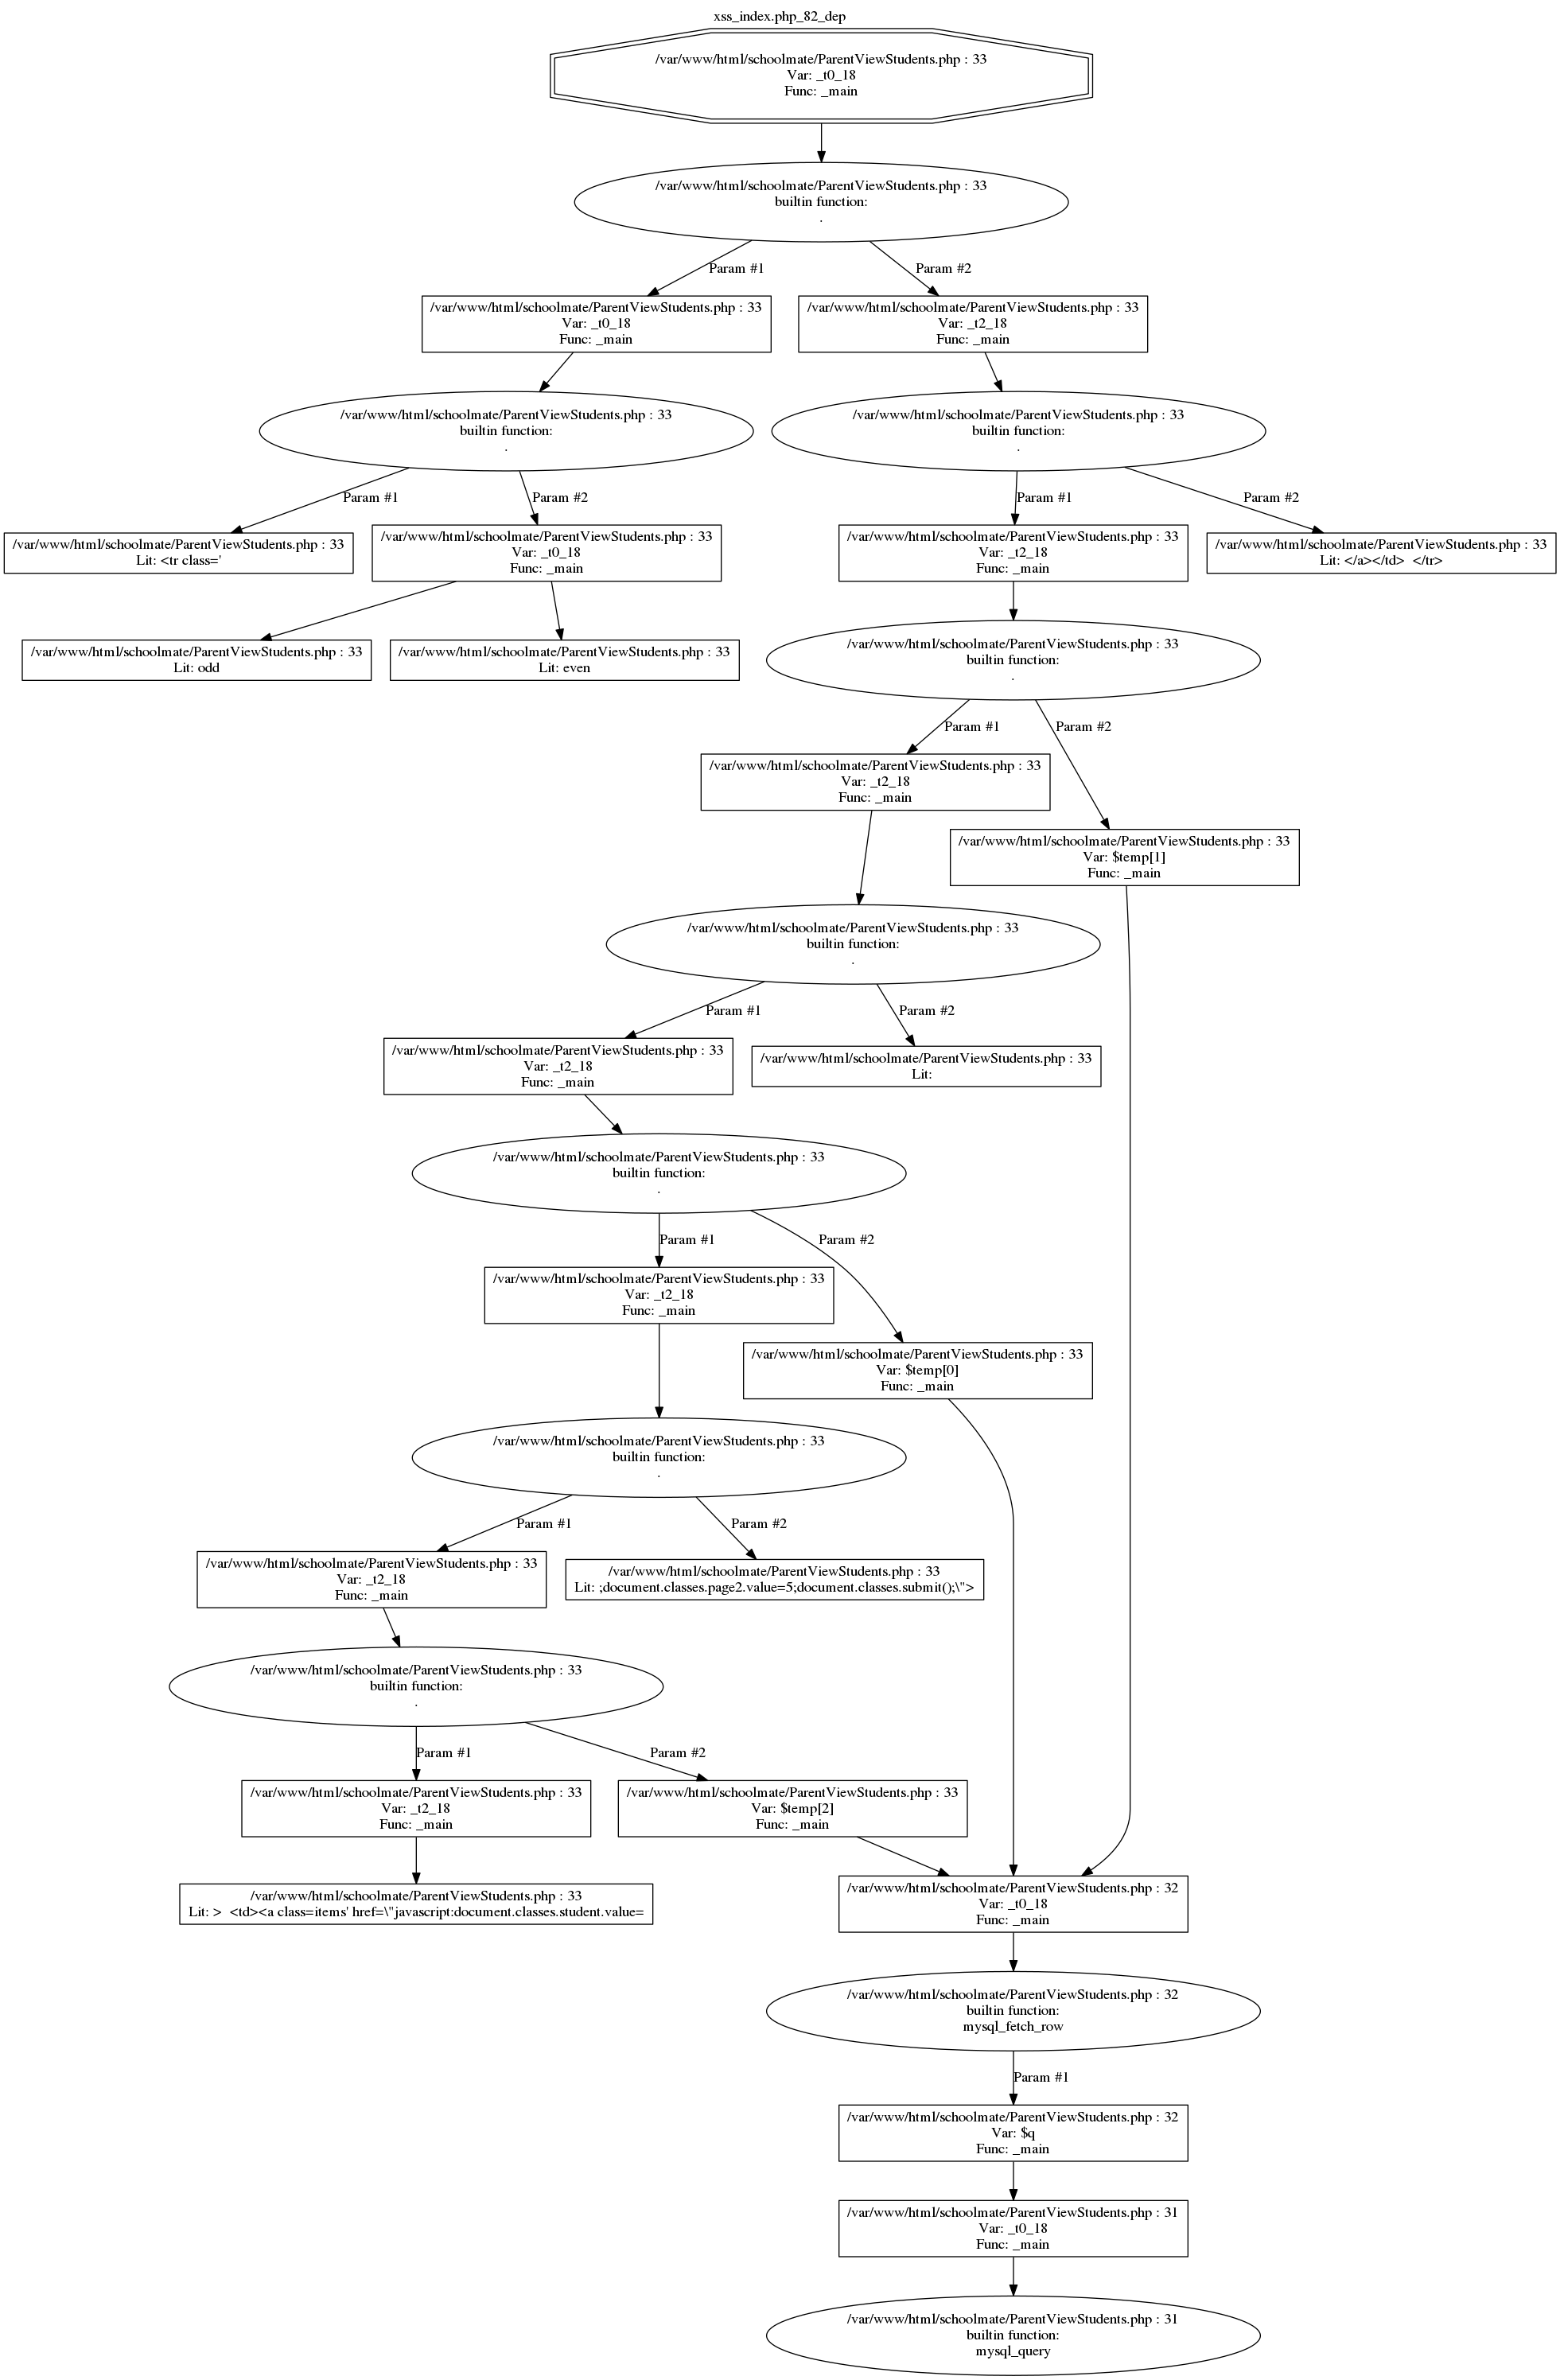 xss_index.php_82_dep
/var/www/html/schoolmate/ParentViewStudents.php : 33
Var: _t0_18
Func: _main
/var/www/html/schoolmate/ParentViewStudents.php : 33
builtin function:
.
Param #1
Param #2
/var/www/html/schoolmate/ParentViewStudents.php : 33
Var: _t0_18
Func: _main
/var/www/html/schoolmate/ParentViewStudents.php : 33
Var: _t2_18
Func: _main
/var/www/html/schoolmate/ParentViewStudents.php : 33
builtin function:
.
/var/www/html/schoolmate/ParentViewStudents.php : 33
builtin function:
.
Param #1
Param #2
Param #1
Param #2
/var/www/html/schoolmate/ParentViewStudents.php : 33
Lit: <tr class='
/var/www/html/schoolmate/ParentViewStudents.php : 33
Var: _t0_18
Func: _main
/var/www/html/schoolmate/ParentViewStudents.php : 33
Var: _t2_18
Func: _main
/var/www/html/schoolmate/ParentViewStudents.php : 33
Lit: </a></td>  </tr>
/var/www/html/schoolmate/ParentViewStudents.php : 33
Lit: odd
/var/www/html/schoolmate/ParentViewStudents.php : 33
Lit: even
/var/www/html/schoolmate/ParentViewStudents.php : 33
builtin function:
.
Param #1
Param #2
/var/www/html/schoolmate/ParentViewStudents.php : 33
Var: _t2_18
Func: _main
/var/www/html/schoolmate/ParentViewStudents.php : 33
Var: $temp[1]
Func: _main
/var/www/html/schoolmate/ParentViewStudents.php : 33
builtin function:
.
Param #1
Param #2
/var/www/html/schoolmate/ParentViewStudents.php : 33
Var: _t2_18
Func: _main
/var/www/html/schoolmate/ParentViewStudents.php : 33
Lit:
/var/www/html/schoolmate/ParentViewStudents.php : 33
builtin function:
.
Param #1
Param #2
/var/www/html/schoolmate/ParentViewStudents.php : 33
Var: _t2_18
Func: _main
/var/www/html/schoolmate/ParentViewStudents.php : 33
Var: $temp[0]
Func: _main
/var/www/html/schoolmate/ParentViewStudents.php : 33
builtin function:
.
Param #1
Param #2
/var/www/html/schoolmate/ParentViewStudents.php : 33
Var: _t2_18
Func: _main
/var/www/html/schoolmate/ParentViewStudents.php : 33
Lit: ;document.classes.page2.value=5;document.classes.submit();\">
/var/www/html/schoolmate/ParentViewStudents.php : 33
builtin function:
.
Param #1
Param #2
/var/www/html/schoolmate/ParentViewStudents.php : 33
Var: _t2_18
Func: _main
/var/www/html/schoolmate/ParentViewStudents.php : 33
Var: $temp[2]
Func: _main
/var/www/html/schoolmate/ParentViewStudents.php : 33
Lit: >  <td><a class=items' href=\"javascript:document.classes.student.value=
/var/www/html/schoolmate/ParentViewStudents.php : 32
Var: _t0_18
Func: _main
/var/www/html/schoolmate/ParentViewStudents.php : 32
builtin function:
mysql_fetch_row
Param #1
/var/www/html/schoolmate/ParentViewStudents.php : 32
Var: $q
Func: _main
/var/www/html/schoolmate/ParentViewStudents.php : 31
Var: _t0_18
Func: _main
/var/www/html/schoolmate/ParentViewStudents.php : 31
builtin function:
mysql_query